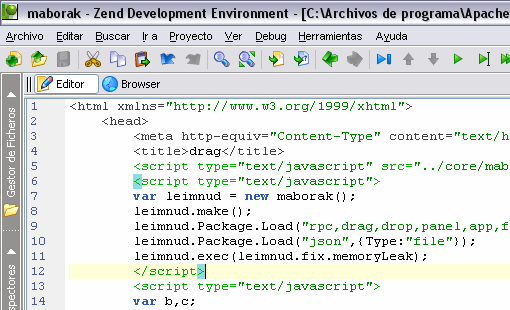 maborak - Zend Development Environment - [C:\Archivos de programa\Apache
Archivo Editar Buscar Ir a Proyecto Ver Debug Herramientas Ayuda
Editor Browser
Gestor de Ficheros
spectores
1 <html xmlns="http://www.w3.org/1999/xhtml">
2 <head>
3 <meta http-equiv="Content-Type" content="text/h
4 <title>drag</title>
5 <script type="text/javascript" src="../core/mab
6 <script type="text/javascript">
7 var leimnud = new maborak();
8 leimnud.make();
9 leimnud.Package.Load("rpc,drag,drop,panel,app,f
10 leimnud.Package.Load("json",{Type:"file"});
11 leimnud.exec(leimnud.fix.memoryLeak);
12 </script>
13 <script type="text/javascript">
14 var b,c;